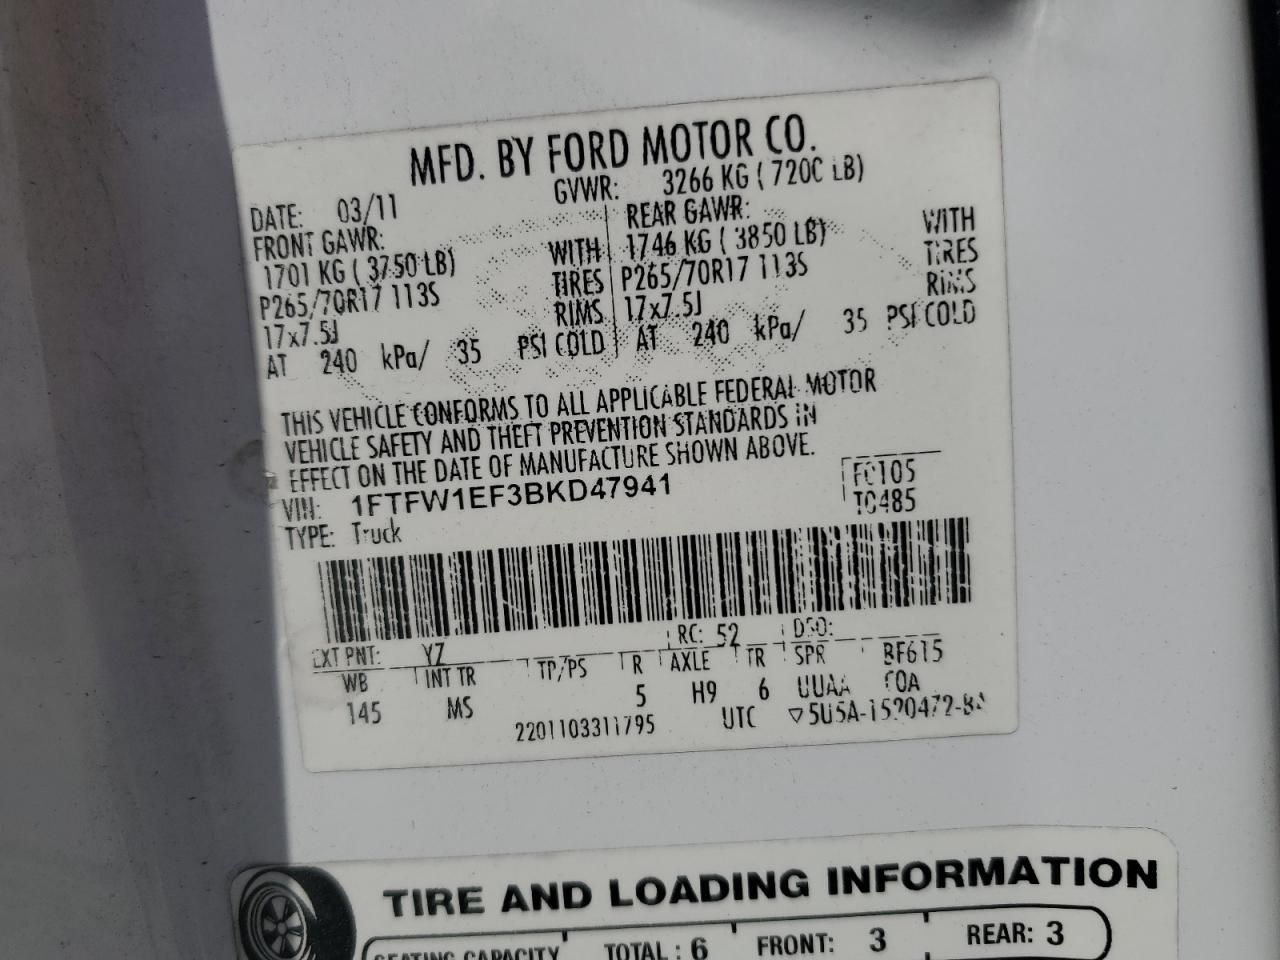 MFD. BY FORD MOTOR CO.
DATE: 03/11 GVWR: 3266 KG ( 7200 LB)
FRONT GAWR: REAR GAWR:
1701 KG ( 3750 LB) WITH 1746 KG ( 3850 LB) WITH
P265/70R17 113S TIRES P265/70R17 113S TIRES
17x7.5J RIMS 17x7.5J RIMS
AT 240 kPa/ 35 PSI COLD AT 240 kPa/ 35 PSI COLD
THIS VEHICLE CONFORMS TO ALL APPLICABLE FEDERAL MOTOR
VEHICLE SAFETY AND THEFT PREVENTION STANDARDS IN
EFFECT ON THE DATE OF MANUFACTURE SHOWN ABOVE.
VIN: 1FTFW1EF3BKD47941 FC105
TYPE: Truck T0485
EXT PNT: YZ RC: 52 DSO:
WB INT TR TP/PS R AXLE TR SPR BF615
145 MS 5 H9 6 UUAA
2201103311795 UTC
TIRE AND LOADING INFORMATION
SEATING CAPACITY TOTAL : 6 FRONT: 3 REAR: 3